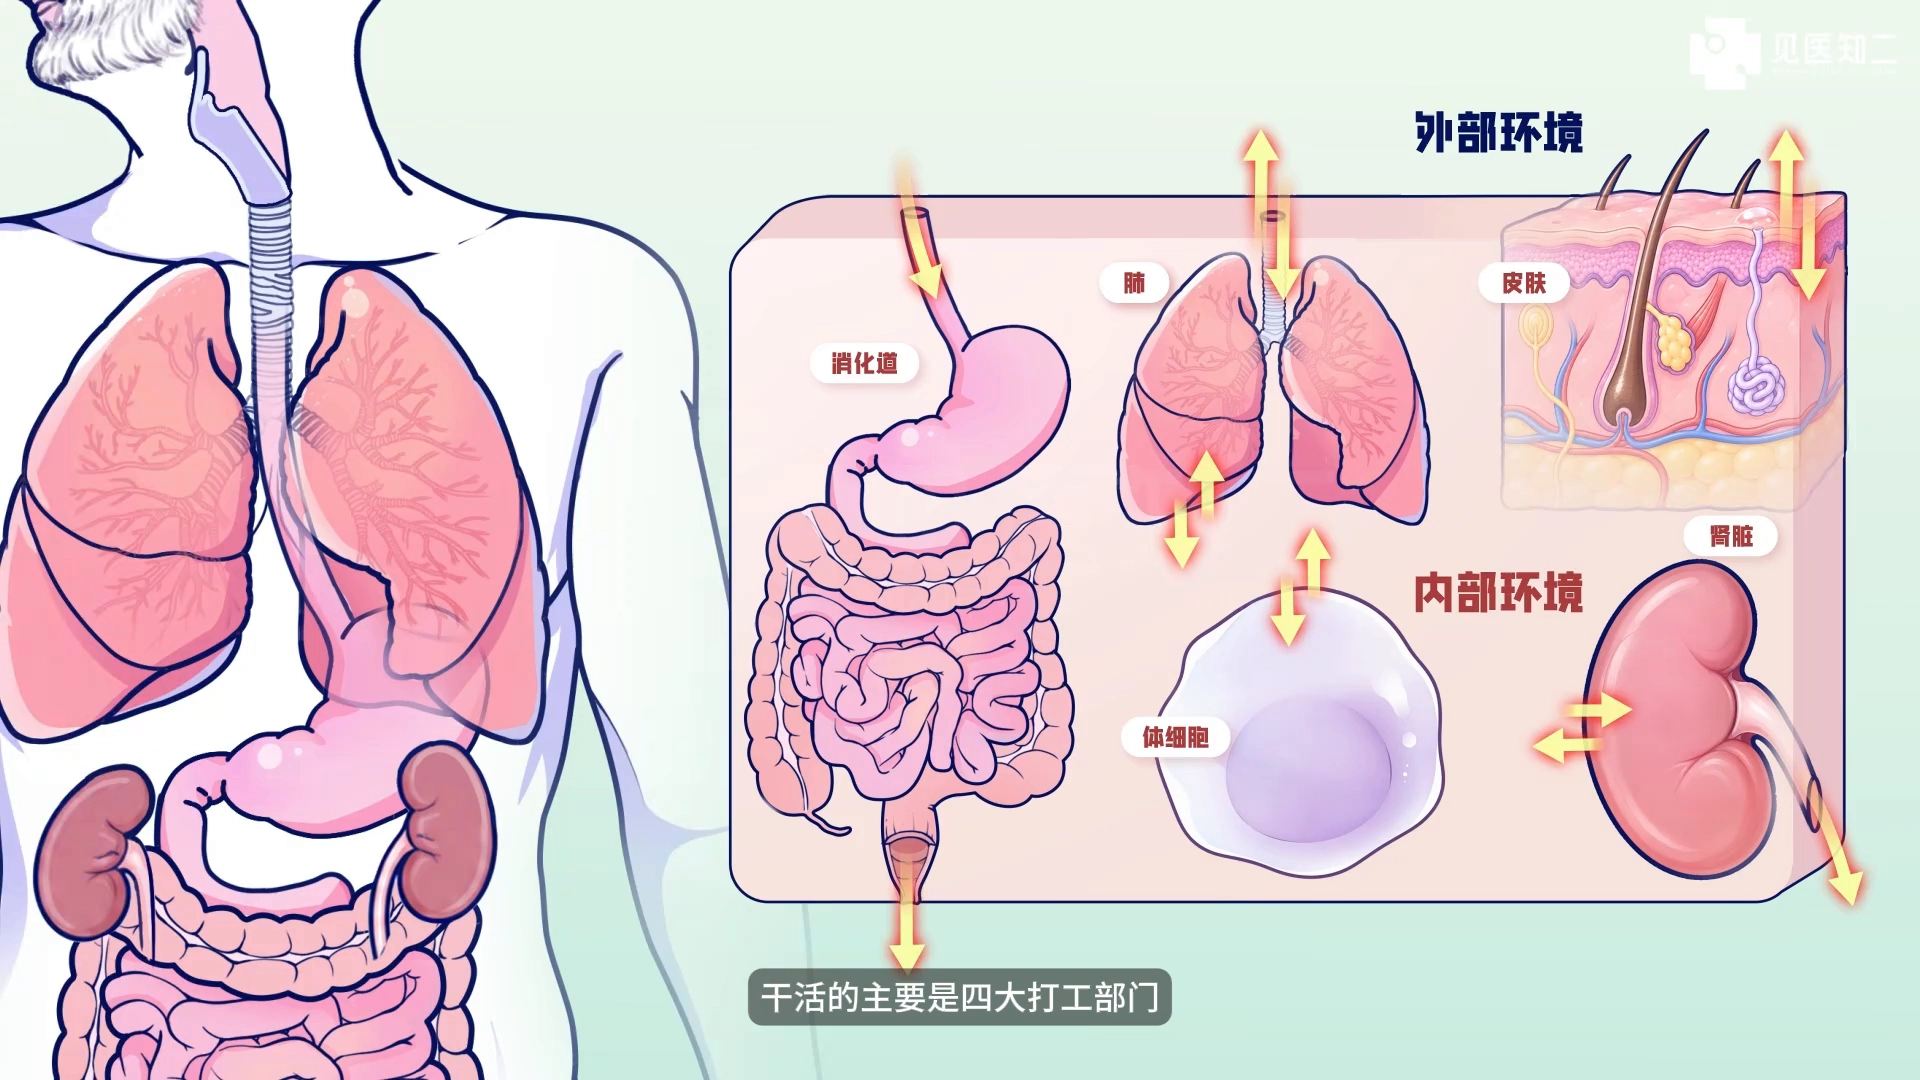 见医知二
外部环境
肺
皮肤
消化道
肾脏
内部环境
体细胞
干活的主要是四大打工部门